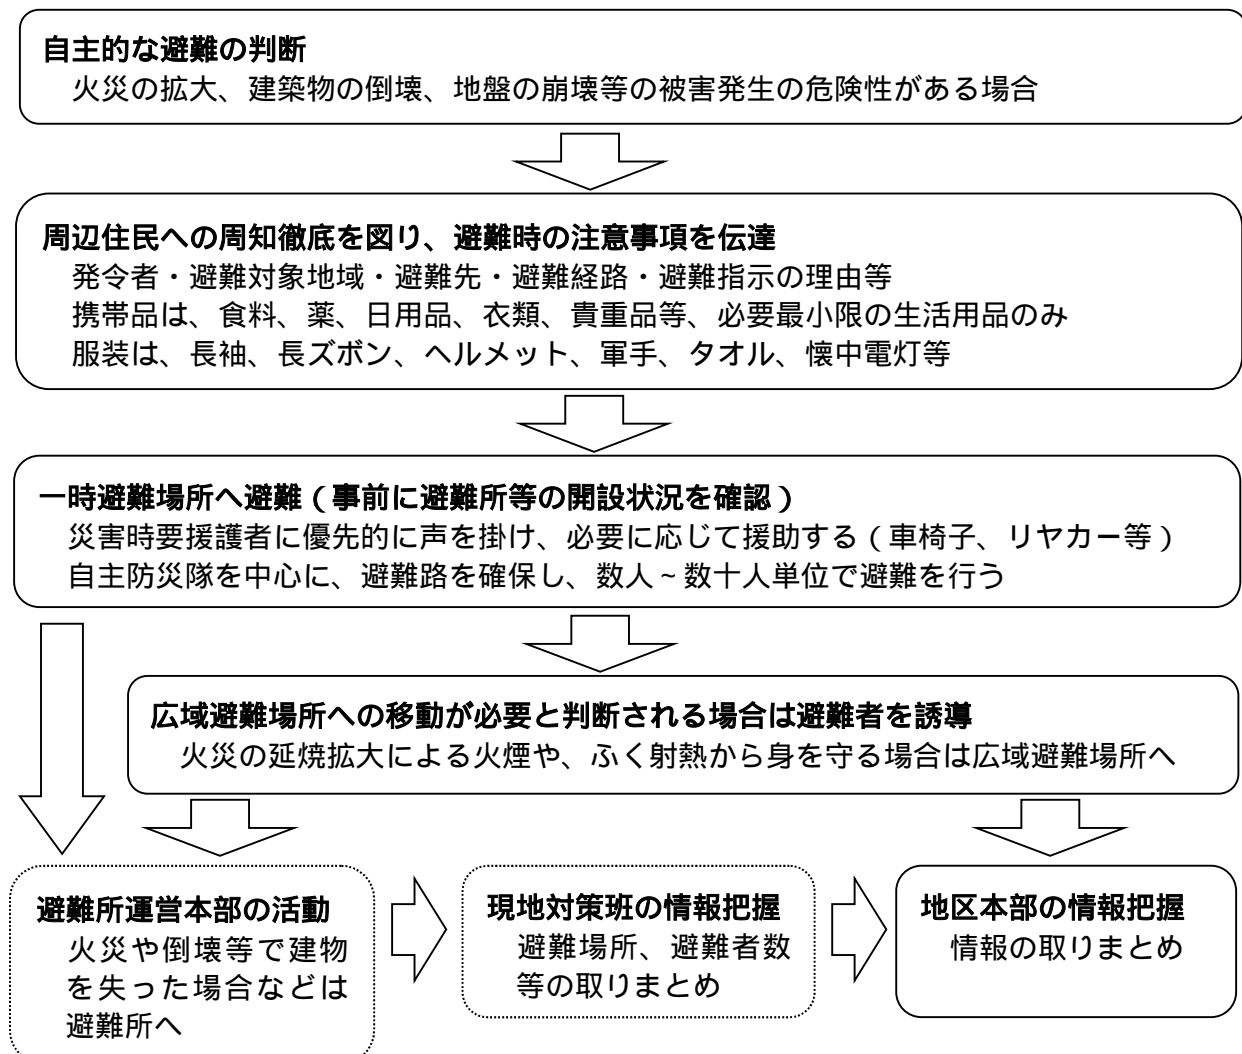 自主的な避難の判断
火災の拡大、建築物の倒壊、地盤の崩壊等の被害発生の危険性がある場合
周辺住民への周知徹底を図り、避難時の注意事項を伝達
発令者・避難対象地域・避難先・避難経路・避難指示の理由等
携帯品は、食料、薬、日用品、衣類、貴重品等、必要最小限の生活用品のみ
服装は、長袖、長ズボン、ヘルメット、軍手、タオル、懐中電灯等
一時避難場所へ避難（事前に避難所等の開設状況を確認）
災害時要援護者に優先的に声を掛け、必要に応じて援助する（車椅子、リヤカー等）
自主防災隊を中心に、避難路を確保し、数人~数十人単位で避難を行う
広域避難場所への移動が必要と判断される場合は避難者を誘導
火災の延焼拡大による火煙や、ふく射熱から身を守る場合は広域避難場所へ
避難所運営本部の活動
火災や倒壊等で建物
を失った場合などは
避難所へ
現地対策班の情報把握
避難場所、避難者数
等の取りまとめ
地区本部の情報把握
情報の取りまとめ